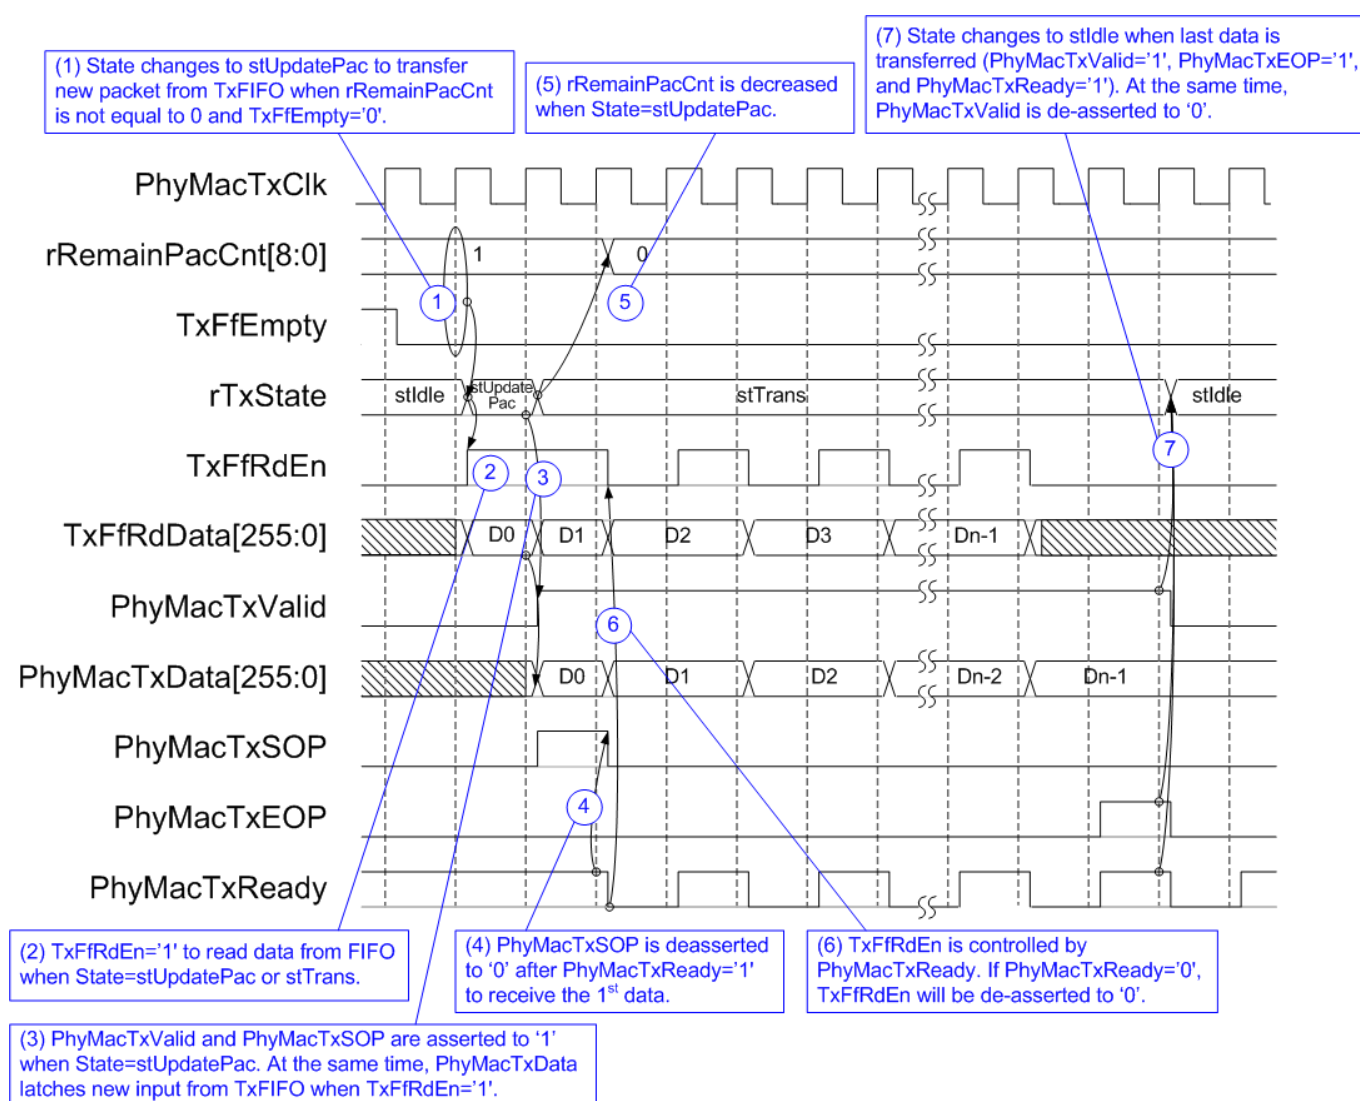 (1) State changes to stUpdatePac to transfer
new packet from TxFIFO when rRemainPacCnt
is not equal to 0 and TxFfEmpty='0'.
(5) rRemainPacCnt is decreased
when State=stUpdatePac.
(7) State changes to stIdle when last data is
transferred (PhyMacTxValid='1', PhyMacTxEOP='1',
and PhyMacTxReady='1'). At the same time,
PhyMacTxValid is de-asserted to ‘0’.
PhyMacTxClk
rRemainPacCnt[8:0]
1
0
1
5
TxFfEmpty
rTxState
stIdle
stUpdate
Pac
stTrans
stIdle
TxFfRdEn
2
3
7
TxFfRdData[255:0]
D0
D1
D2
D3
Dn-1
PhyMacTxValid
6
PhyMacTxData[255:0]
D0
D1
D2
Dn-2
Dn-1
PhyMacTxSOP
4
PhyMacTxEOP
PhyMacTxReady
(2) TxFfRdEn='1' to read data from FIFO
when State=stUpdatePac or stTrans.
(4) PhyMacTxSOP is deasserted
to ‘0’ after PhyMacTxReady='1'
to receive the 1st data.
(6) TxFfRdEn is controlled by
PhyMacTxReady. If PhyMacTxReady='0',
TxFfRdEn will be de-asserted to ‘0’.
(3) PhyMacTxValid and PhyMacTxSOP are asserted to ‘1’
when State=stUpdatePac. At the same time, PhyMacTxData
latches new input from TxFIFO when TxFfRdEn='1'.